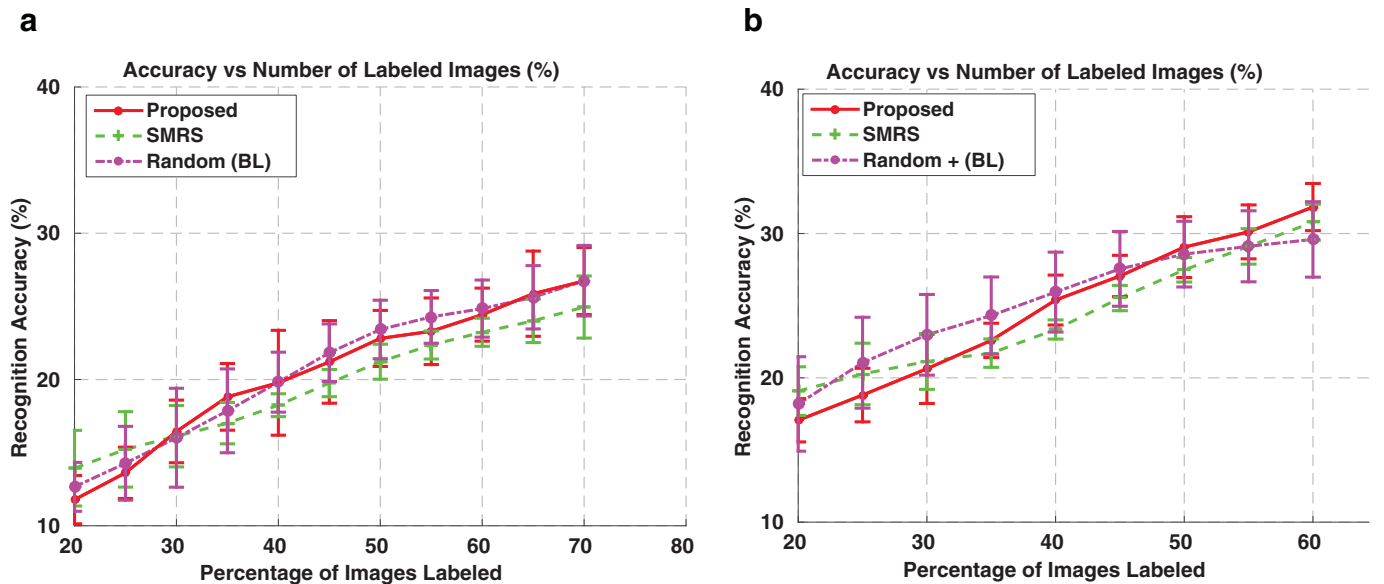 a
Accuracy vs Number of Labeled Images (%)
40
30
20
10
Recognition Accuracy (%)
Proposed
SMRS
Random (BL)
20 30 40 50 60 70 80
Percentage of Images Labeled
b
Accuracy vs Number of Labeled Images (%)
40
30
20
10
Recognition Accuracy (%)
Proposed
SMRS
Random + (BL)
20 30 40 50 60
Percentage of Images Labeled